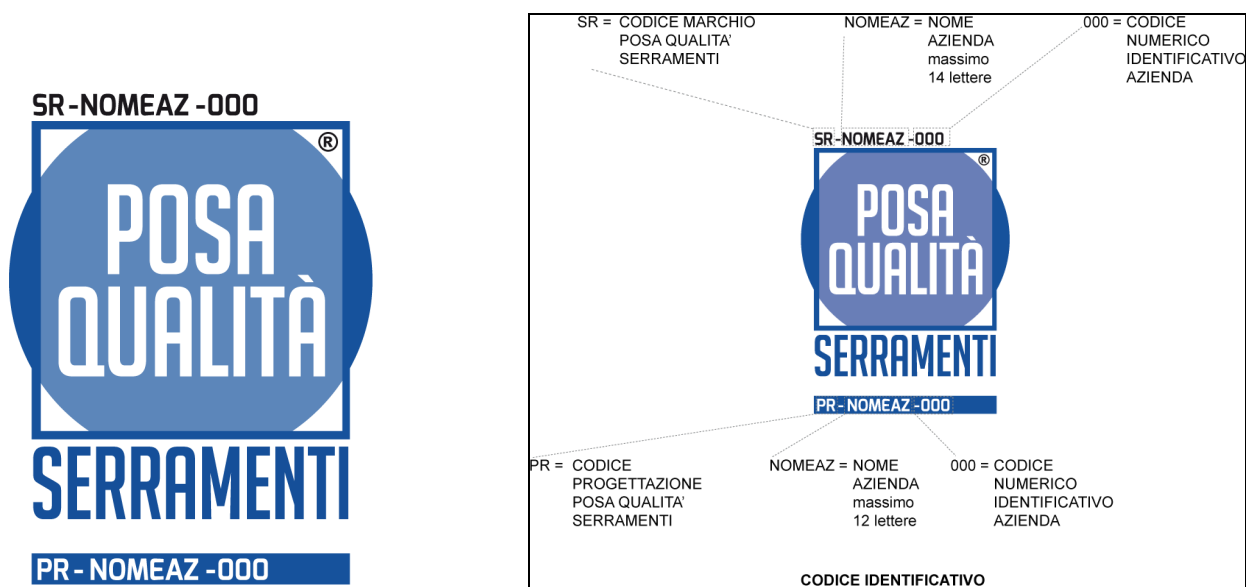 SR-NOMEAZ -000
®
POSA
QUALITÀ
SERRAMENTI
PR- NOMEAZ -000
SR = CODICE MARCHIO
POSA QUALITA'
SERRAMENTI
NOMEAZ = NOME
AZIENDA
massimo
14 lettere
000 = CODICE
NUMERICO
IDENTIFICATIVO
AZIENDA
SR-NOMEAZ -000
®
POSA
QUALITÀ
SERRAMENTI
PR- NOMEAZ -000
PR = CODICE
PROGETTAZIONE
POSA QUALITA'
SERRAMENTI
NOMEAZ = NOME
AZIENDA
massimo
12 lettere
000 = CODICE
NUMERICO
IDENTIFICATIVO
AZIENDA
CODICE IDENTIFICATIVO